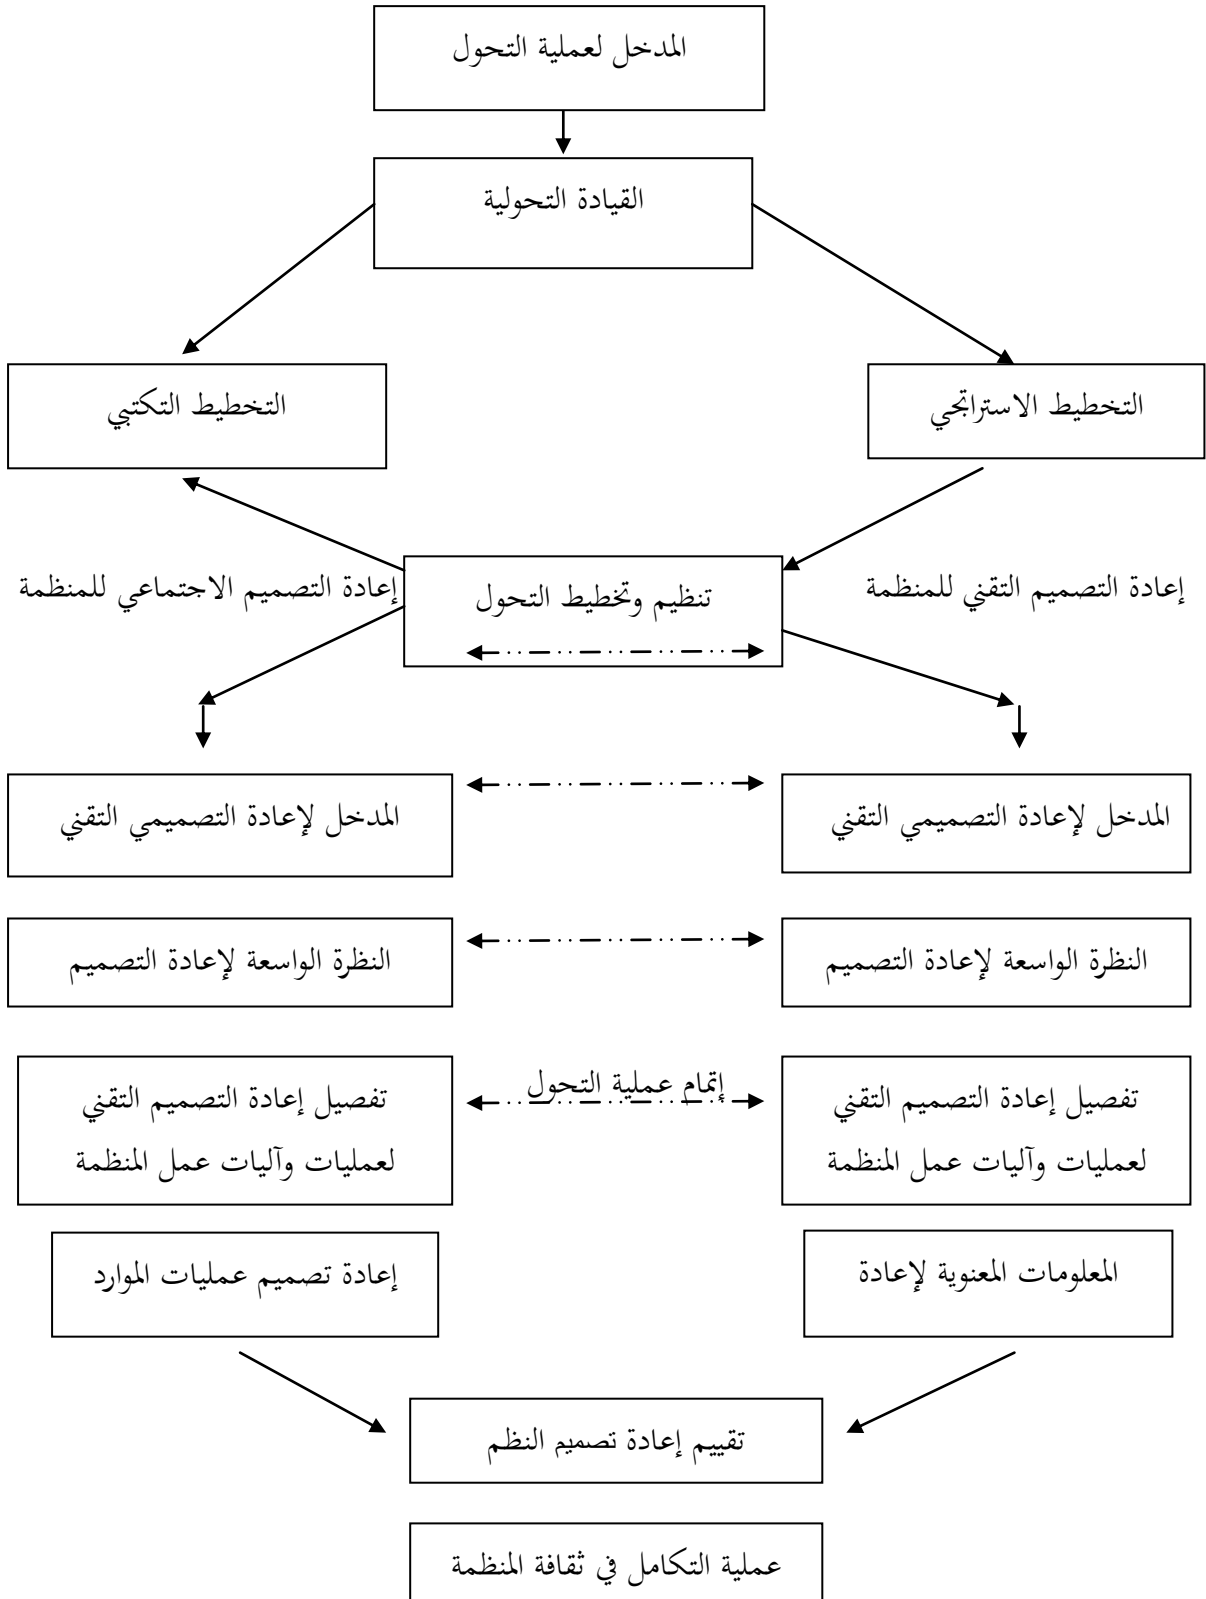 المدخل لعملية التحول
القيادة التحولية
التخطيط الاستراتجي
التخطيط التكتبي
إعادة التصميم التقني للمنظمة
تنظيم وتخطيط التحول
إعادة التصميم الاجتماعي للمنظمة
المدخل لإعادة التصميمي التقني
المدخل لإعادة التصميمي التقني
النظرة الواسعة لإعادة التصميم
النظرة الواسعة لإعادة التصميم
تفصيل إعادة التصميم التقني
لعمليات وآليات عمل المنظمة
إتمام عملية التحول
تفصيل إعادة التصميم التقني
لعمليات وآليات عمل المنظمة
المعلومات المعنوية لإعادة
إعادة تصميم عمليات الموارد
تقييم إعادة تصميم النظم
عملية التكامل في ثقافة المنظمة